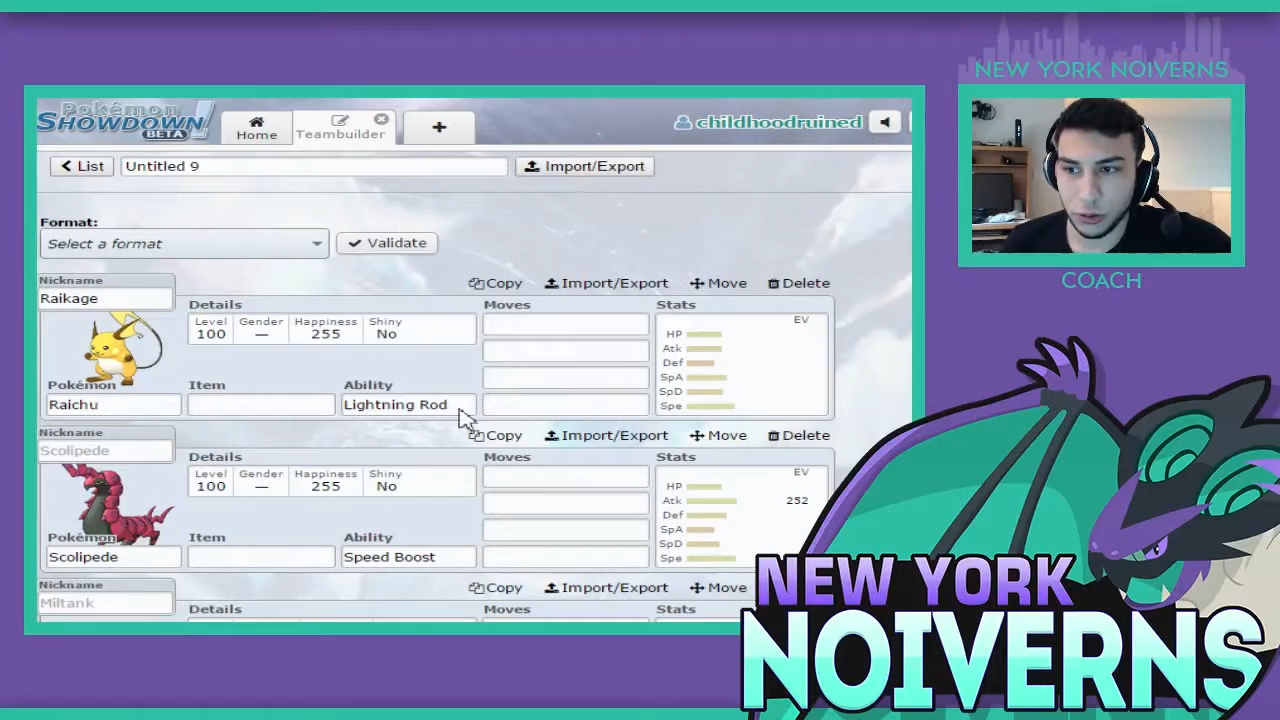 NEW YORK NOIVERNS
Pokémon
SHOWDOWN!
BETA
Home
Teambuilder
+
childhoodruined
List
Untitled 9
Import/Export
Format:
Select a format
Validate
Nickname
Raikage
Copy Import/Export Move Delete
Details Moves Stats
Level Gender Happiness Shiny
100 — 255 No
EV
HP
Atk
Def
SpA
SpD
Spe
Pokémon Item Ability
Raichu Lightning Rod
Nickname
Scolipede
Copy Import/Export Move Delete
Details Moves Stats
Level Gender Happiness Shiny
100 — 255 No
EV
HP
Atk 252
Def
SpA
SpD
Spe
Pokémon Item Ability
Scolipede Speed Boost
Nickname
Miltank
Copy Import/Export Move
Details Moves Stats
COACH
NEW YORK
NOIVERNS